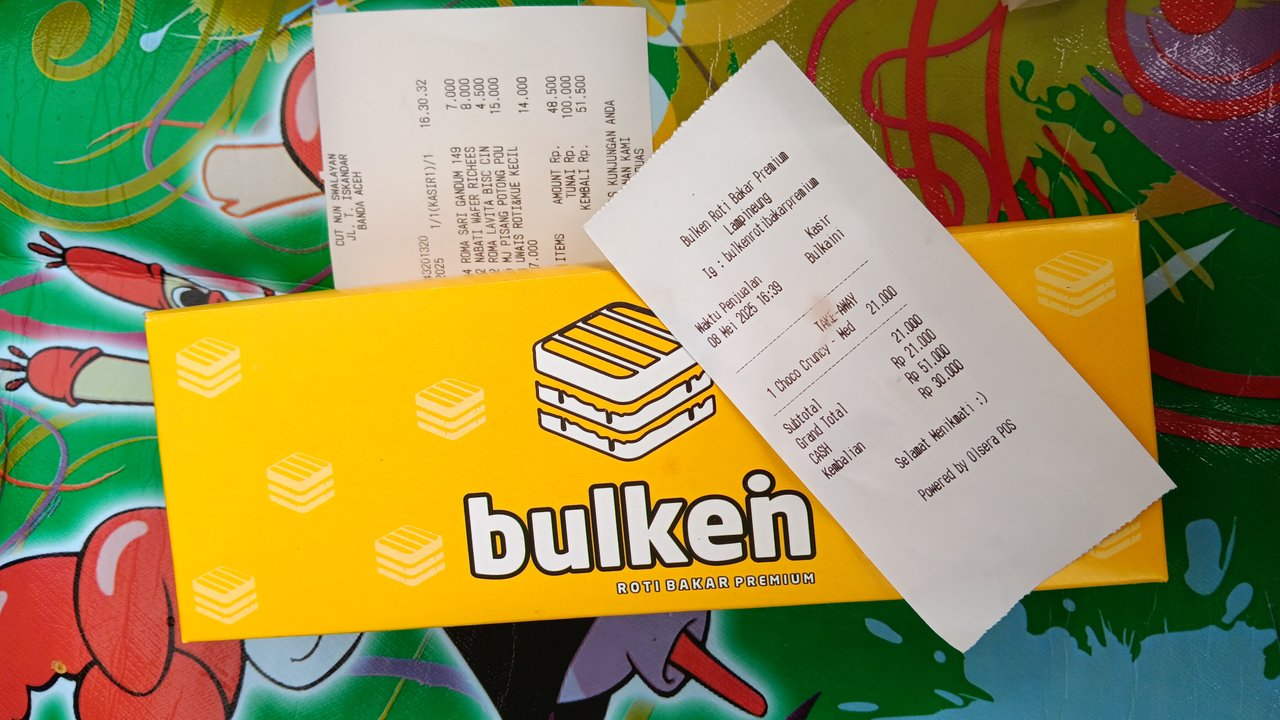 CUT NUN SWALAYAN
JL. T. ISKANDAR
BANDA ACEH
#3201320 1/1(KASIR1)/1 16.30.32
2025
ROMA SARI GANDUM 149 7.000
NABATI WAFER RICHEES 8.000
ROMA LAVITA BISC CIN 4.500
MJ PISANG POTONG POU 15.000
UWAIS ROTI&KUE KECIL
7.000 14.000
ITEMS AMOUNT Rp. 48.500
TUNAI Rp. 100.000
KEMBALI Rp. 51.500
KUNJUNGAN ANDA
KAMI
Bulken Roti Bakar Premium
Lampineung
Ig : bulkenrotibakarpremium
Waktu Penjualan Kasir
08 Mei 2025 16:39 Bulkaini
TAKE AWAY
1 Choco Cruncy - Med 21.000
Subtotal 21.000
Grand Total Rp 21.000
CASH Rp 51.000
Kembalian Rp 30.000
Selamat Menikmati :)
Powered by Olsera POS
bulken
ROTI BAKAR PREMIUM